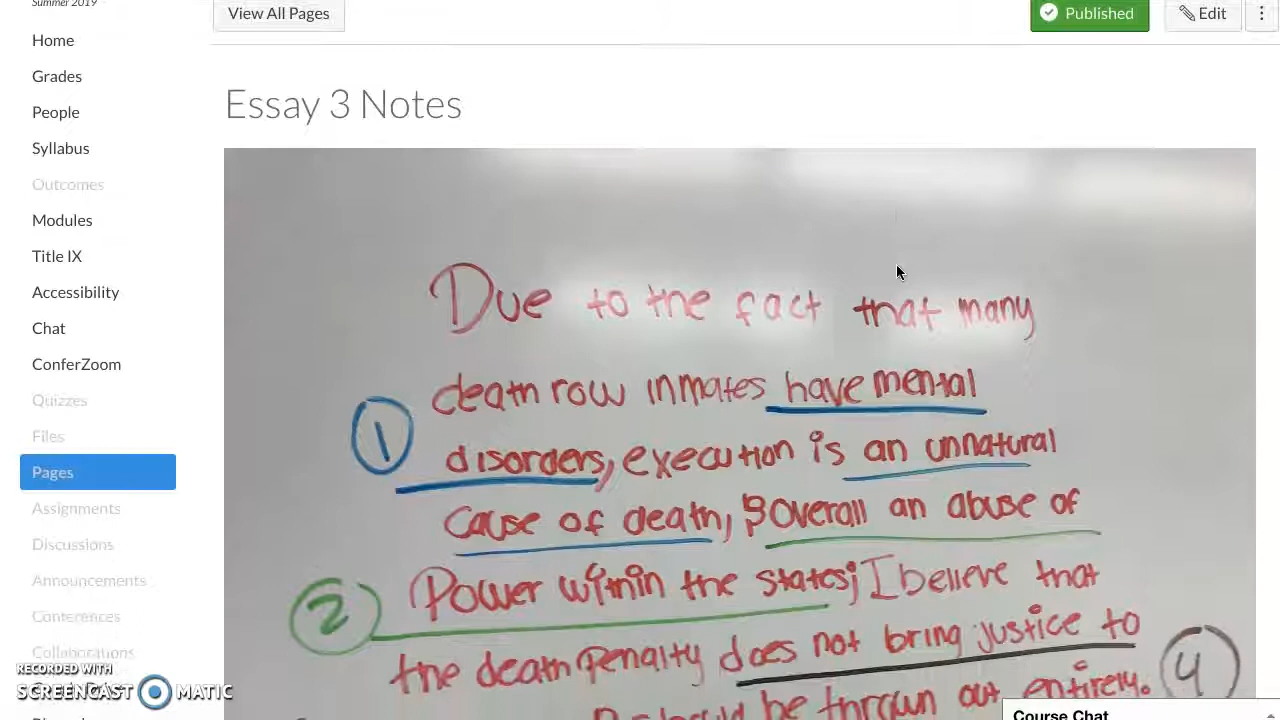 Summer 2019
View All Pages
Published
Edit
Home
Grades
People
Syllabus
Outcomes
Modules
Title IX
Accessibility
Chat
ConferZoom
Quizzes
Files
Pages
Assignments
Discussions
Announcements
Conferences
Collaborations
Essay 3 Notes
Due to the fact that many
death row inmates have mental
1 disorders, execution is an unnatural
cause of death, & overall an abuse of
2 Power within the states; I believe that
the death penalty does not bring justice to
4
should be thrown out entirely.
RECORDED WITH
SCREENCAST MATIC
Course Chat